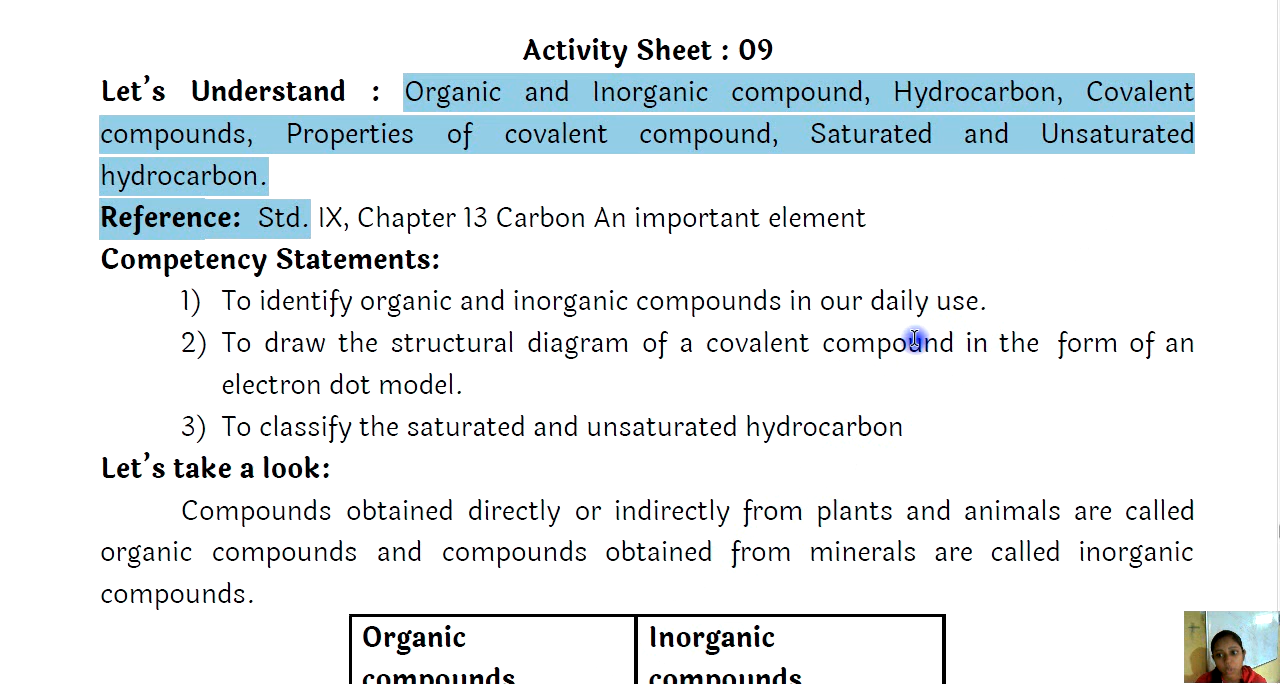 Activity Sheet : 09
Let's Understand : Organic and Inorganic compound, Hydrocarbon, Covalent
compounds, Properties of covalent compound, Saturated and Unsaturated
hydrocarbon.
Reference: Std. IX, Chapter 13 Carbon An important element
Competency Statements:
1) To identify organic and inorganic compounds in our daily use.
2) To draw the structural diagram of a covalent compound in the form of an
electron dot model.
3) To classify the saturated and unsaturated hydrocarbon
Let's take a look:
Compounds obtained directly or indirectly from plants and animals are called
organic compounds and compounds obtained from minerals are called inorganic
compounds.
Organic Inorganic
compounds compounds